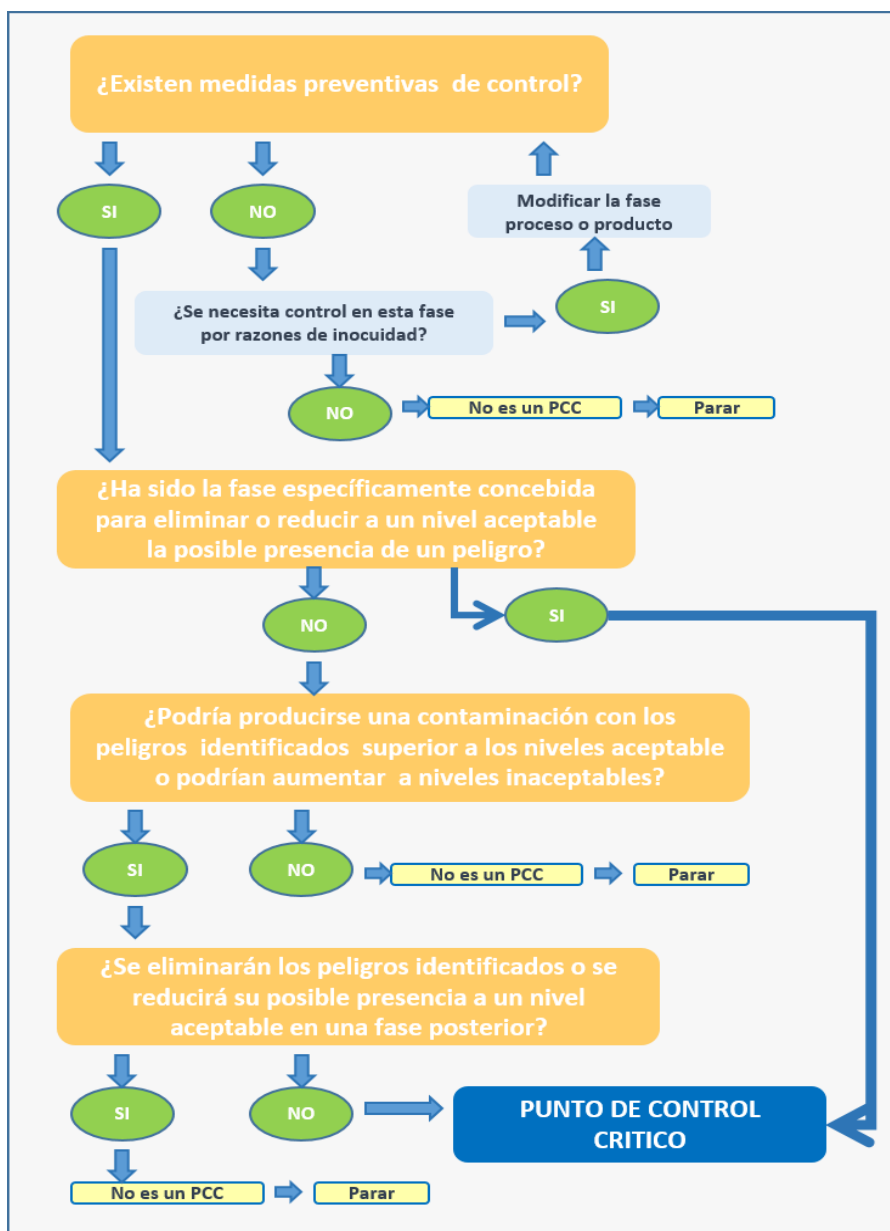 ¿Existen medidas preventivas de control?
SI
NO
Modificar la fase
proceso o producto
¿Se necesita control en esta fase
por razones de inocuidad?
SI
NO
No es un PCC
Parar
¿Ha sido la fase específicamente concebida
para eliminar o reducir a un nivel aceptable
la posible presencia de un peligro?
NO
SI
¿Podría producirse una contaminación con los
peligros identificados superior a los niveles aceptable
o podrían aumentar a niveles inaceptables?
SI
NO
No es un PCC
Parar
¿Se eliminarán los peligros identificados o se
reducirá su posible presencia a un nivel
aceptable en una fase posterior?
SI
NO
PUNTO DE CONTROL
CRITICO
No es un PCC
Parar